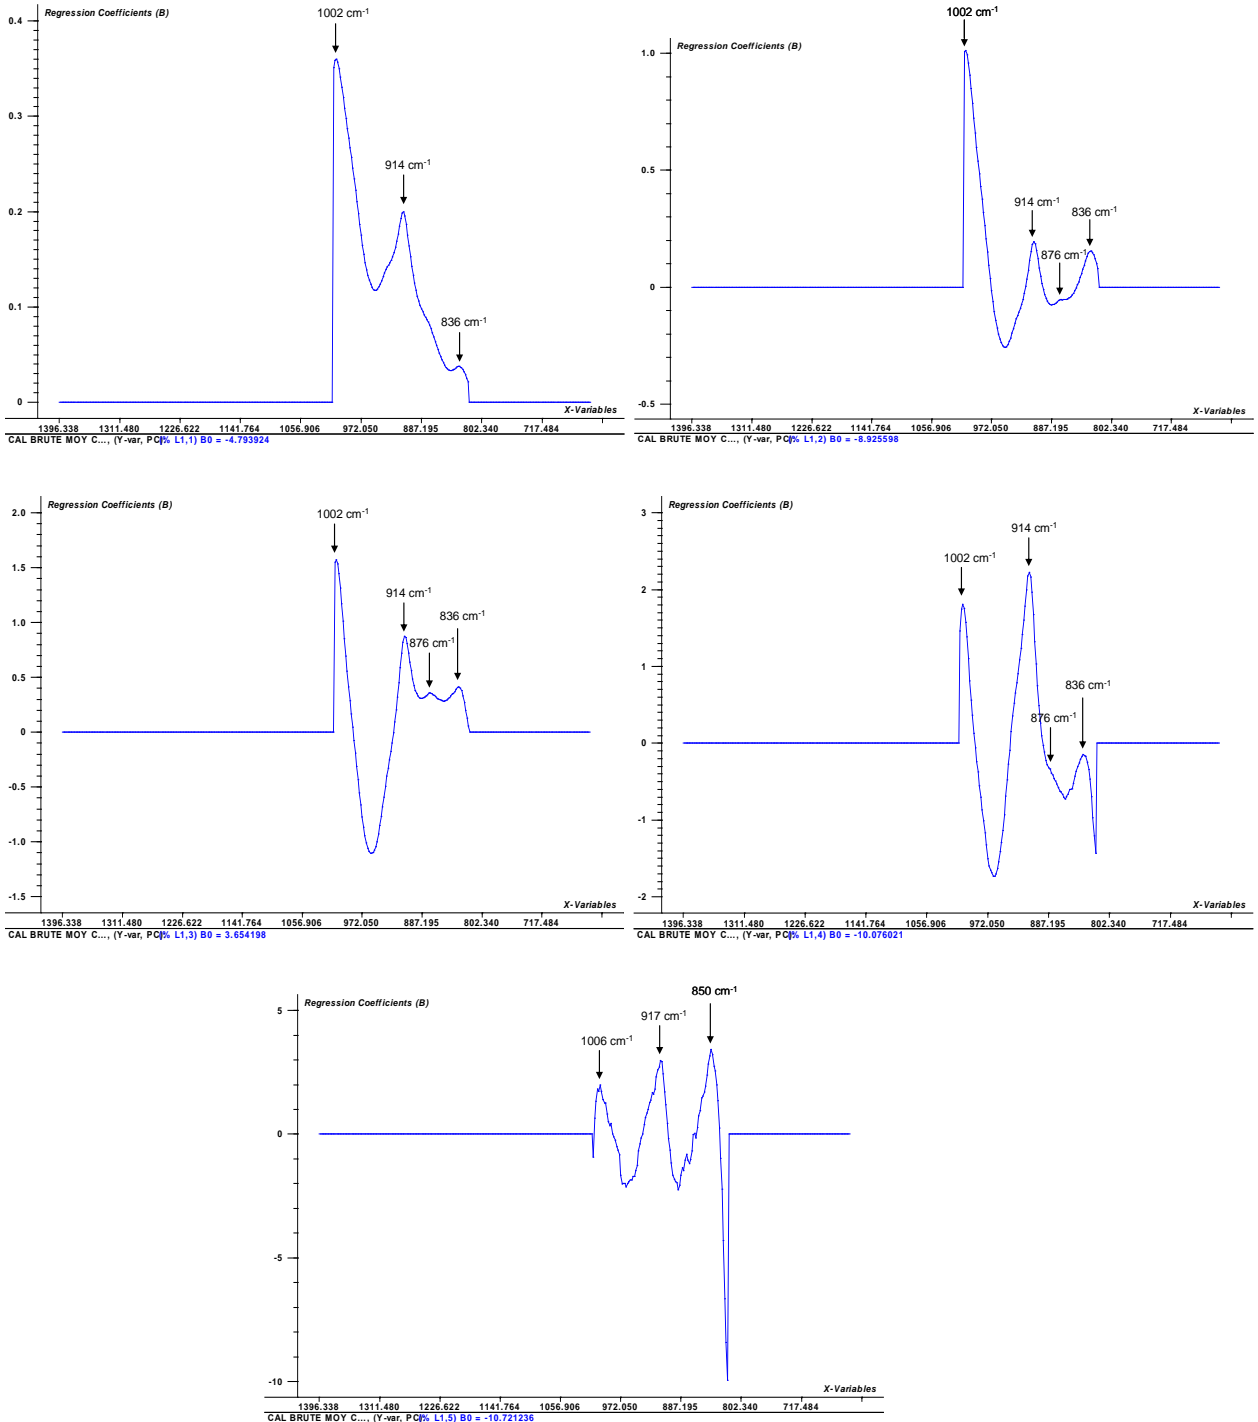 Regression Coefficients (B)
1002 cm-1
0.4
0.3
914 cm-1
0.2
0.1
836 cm-1
0
X-Variables
1396.338 1311.480 1226.622 1141.764 1056.906 972.050 887.195 802.340 717.484
CAL BRUTE MOY C..., (Y-var, PC)% L1,1) B0 = -4.793924
1002 cm-1
Regression Coefficients (B)
1.0
0.5
914 cm-1
836 cm-1
876 cm-1
0
-0.5
X-Variables
1396.338 1311.480 1226.622 1141.764 1056.906 972.050 887.195 802.340 717.484
CAL BRUTE MOY C..., (Y-var, PC)% L1,2) B0 = -8.925598
Regression Coefficients (B)
2.0
1002 cm-1
1.5
1.0
914 cm-1
836 cm-1
876 cm-1
0.5
0
-0.5
-1.0
-1.5
X-Variables
1396.338 1311.480 1226.622 1141.764 1056.906 972.050 887.195 802.340 717.484
CAL BRUTE MOY C..., (Y-var, PC)% L1,3) B0 = 3.654198
Regression Coefficients (B)
3
914 cm-1
1002 cm-1
2
1
836 cm-1
876 cm-1
0
-1
-2
X-Variables
1396.338 1311.480 1226.622 1141.764 1056.906 972.050 887.195 802.340 717.484
CAL BRUTE MOY C..., (Y-var, PC)% L1,4) B0 = -10.076021
850 cm-1
Regression Coefficients (B)
5
917 cm-1
1006 cm-1
0
-5
-10
X-Variables
1396.338 1311.480 1226.622 1141.764 1056.906 972.050 887.195 802.340 717.484
CAL BRUTE MOY C..., (Y-var, PC)% L1,5) B0 = -10.721236